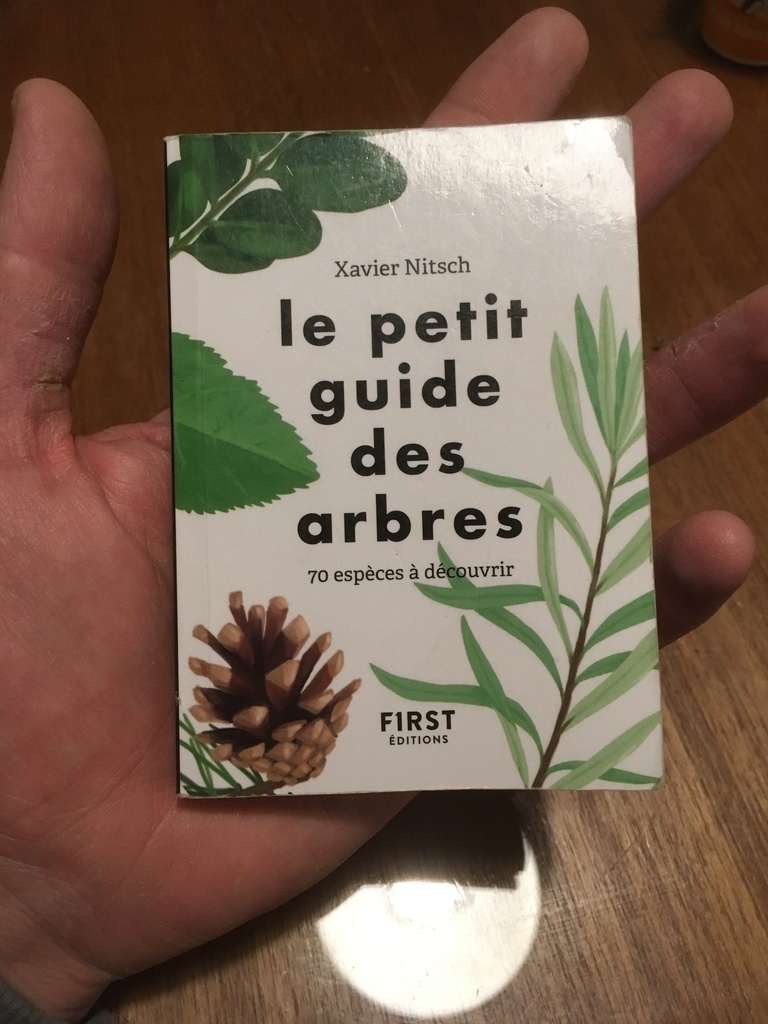 Xavier Nitsch
le petit
guide
des
arbres
70 espèces à découvrir
F1RST
ÉDITIONS